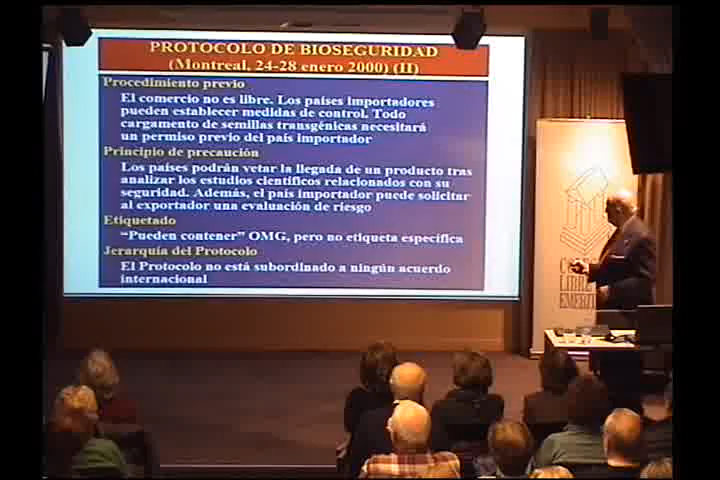 PROTOCOLO DE BIOSEGURIDAD
(Montreal, 24-28 enero 2000) (II)
Procedimiento previo
El comercio no es libre. Los países importadores
pueden establecer medidas de control. Todo
cargamento de semillas transgénicas necesitará
un permiso previo del país importador
Principio de precaución
Los países podrán vetar la llegada de un producto tras
analizar los estudios científicos relacionados con su
seguridad. Además, el país importador puede solicitar
al exportador una evaluación de riesgo
Etiquetado
“Pueden contener” OMG, pero no etiqueta específica
Jerarquía del Protocolo
El Protocolo no está subordinado a ningún acuerdo
internacional